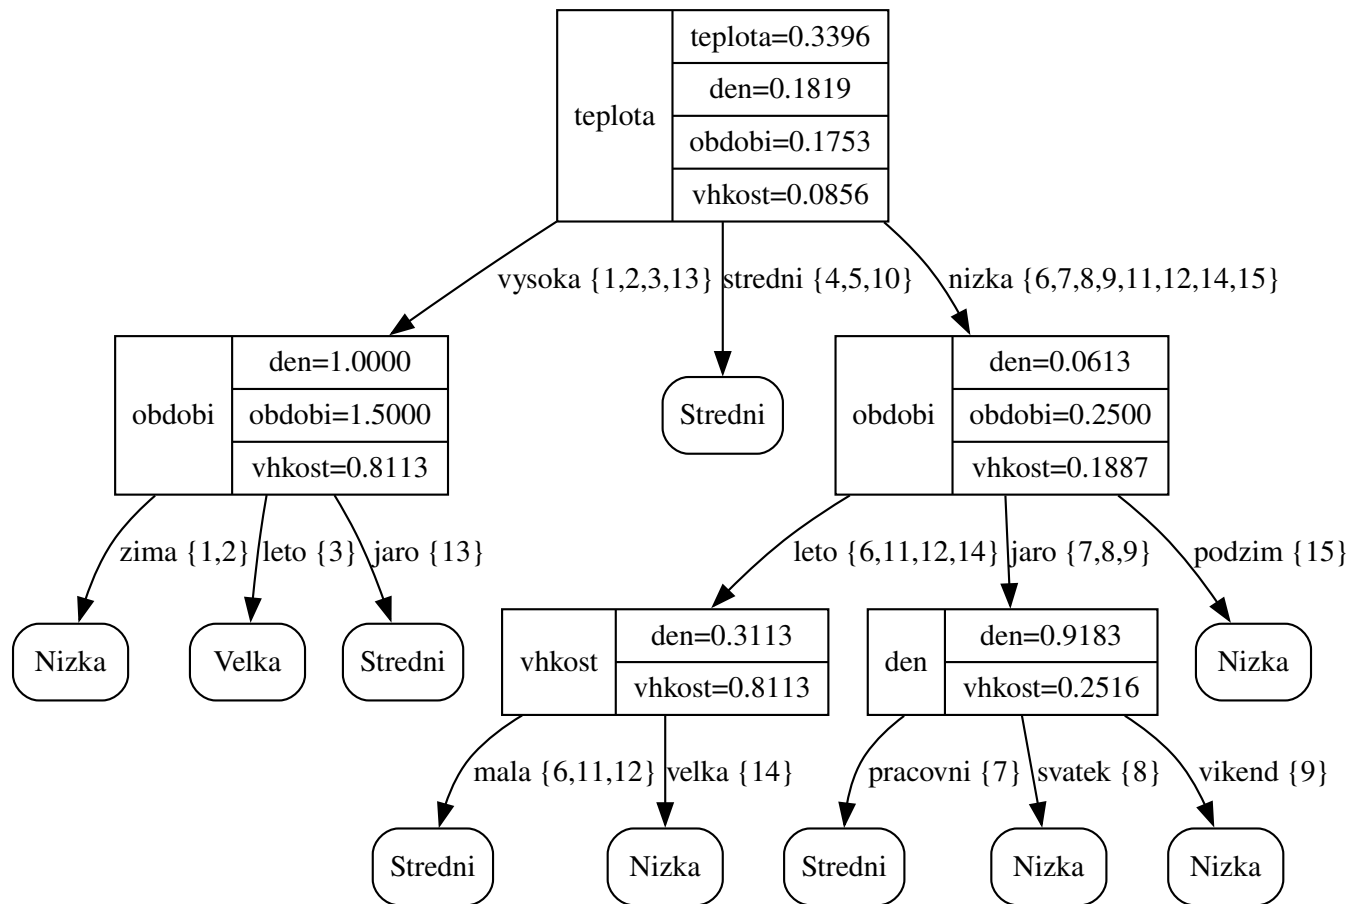 teplota
teplota=0.3396
den=0.1819
obdobi=0.1753
vhkost=0.0856
vysoka {1,2,3,13}
stredni {4,5,10}
nizka {6,7,8,9,11,12,14,15}
obdobi
den=1.0000
obdobi=1.5000
vhkost=0.8113
Stredni
obdobi
den=0.0613
obdobi=0.2500
vhkost=0.1887
zima {1,2}
leto {3}
jaro {13}
leto {6,11,12,14}
jaro {7,8,9}
podzim {15}
Nizka
Velka
Stredni
vhkost
den=0.3113
vhkost=0.8113
den
den=0.9183
vhkost=0.2516
Nizka
mala {6,11,12}
velka {14}
pracovni {7}
svatek {8}
vikend {9}
Stredni
Nizka
Stredni
Nizka
Nizka